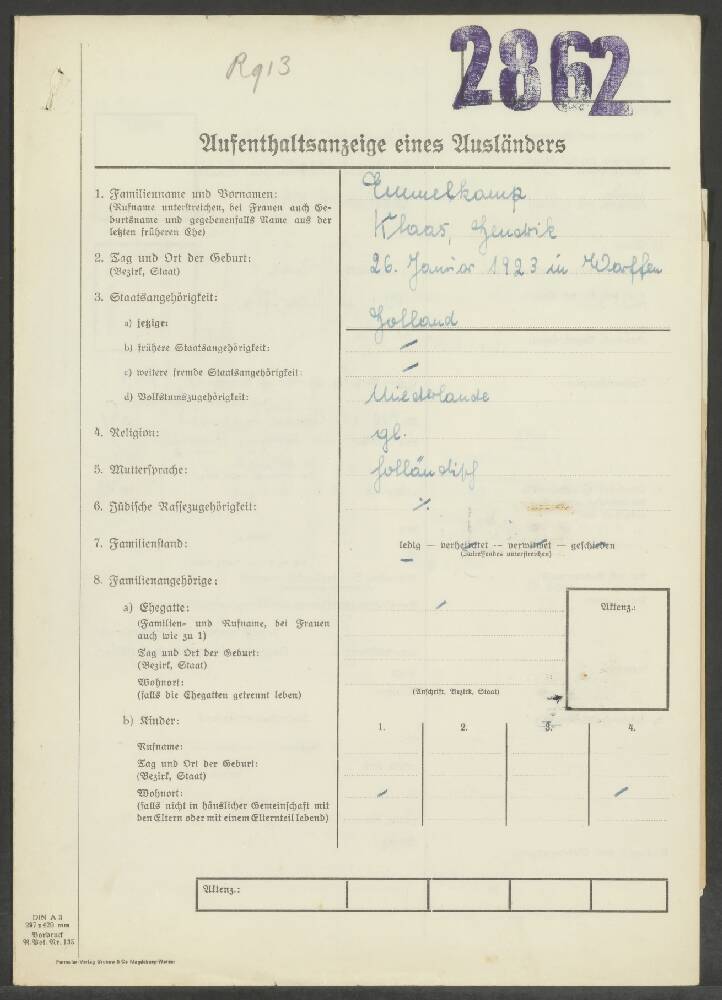 Rg13
2862
Aufenthaltsanzeige eines Ausländers
1. Familienname und Vornamen:
(Rufname unterstreichen, bei Frauen auch Ge-
burtsname und gegebenenfalls Name aus der
letzten früheren Ehe)
Emmelkamp
Klaas, Hendrik
2. Tag und Ort der Geburt:
(Bezirk, Staat)
26. Januar 1923 in Warffen
3. Staatsangehörigkeit:
a) jetzige:
Holland
b) frühere Staatsangehörigkeit:
c) weitere fremde Staatsangehörigkeit:
d) Volkstumszugehörigkeit:
Niederlande
4. Religion:
gl.
5. Muttersprache:
holländisch
6. Jüdische Rassezugehörigkeit:
7. Familienstand:
ledig — verheiratet — verwitwet — geschieden
(Zutreffendes unterstreichen)
8. Familienangehörige:
a) Ehegatte:
(Familien- und Rufname, bei Frauen
auch wie zu 1)
Tag und Ort der Geburt:
(Bezirk, Staat)
Wohnort:
(falls die Ehegatten getrennt leben)
(Anschrift, Bezirk, Staat)
Aktenz.:
b) Kinder:
1. 2. 3. 4.
Rufname:
Tag und Ort der Geburt:
(Bezirk, Staat)
Wohnort:
(falls nicht in häuslicher Gemeinschaft mit
den Eltern oder mit einem Elternteil lebend)
Aktenz.:
DIN A 3
297 x 420 mm
Vordruck
R.Pol. Nr. 135